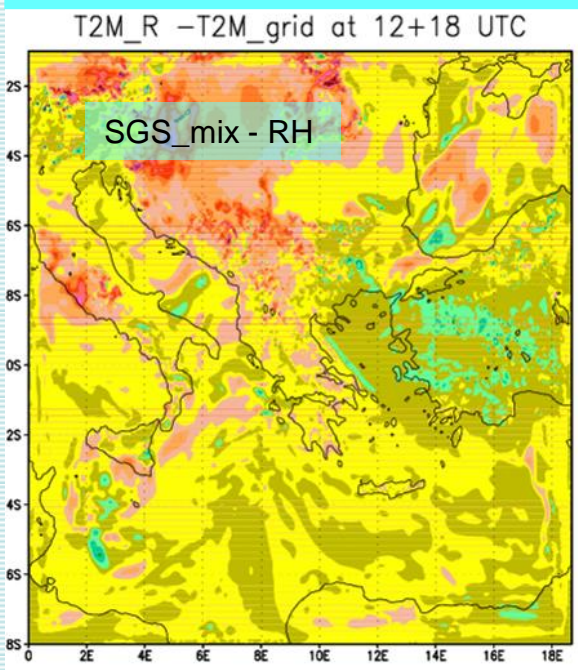 T2M_R -T2M_grid at 12+18 UTC
SGS_mix - RH
2S
4S
6S
8S
0S
2S
4S
6S
8S
0 2E 4E 6E 8E 10E 12E 14E 16E 18E